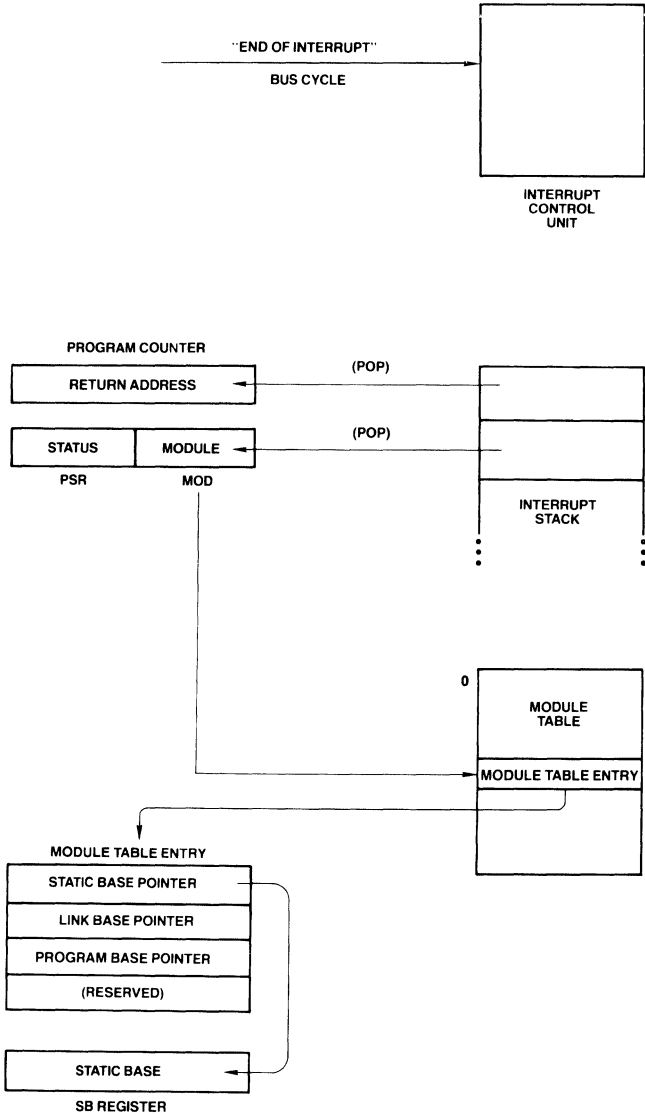 "END OF INTERRUPT"
BUS CYCLE
INTERRUPT
CONTROL
UNIT
PROGRAM COUNTER
RETURN ADDRESS
(POP)
STATUS
MODULE
(POP)
PSR
MOD
INTERRUPT
STACK
0
MODULE
TABLE
MODULE TABLE ENTRY
MODULE TABLE ENTRY
STATIC BASE POINTER
LINK BASE POINTER
PROGRAM BASE POINTER
(RESERVED)
STATIC BASE
SB REGISTER